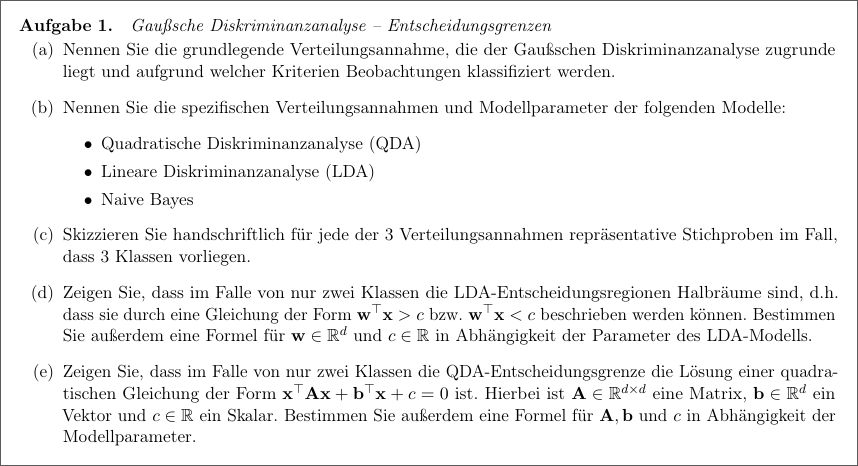 Aufgabe 1. Gaußsche Diskriminanzanalyse – Entscheidungsgrenzen
(a) Nennen Sie die grundlegende Verteilungsannahme, die der Gaußschen Diskriminanzanalyse zugrunde
liegt und aufgrund welcher Kriterien Beobachtungen klassifiziert werden.
(b) Nennen Sie die spezifischen Verteilungsannahmen und Modellparameter der folgenden Modelle:
• Quadratische Diskriminanzanalyse (QDA)
• Lineare Diskriminanzanalyse (LDA)
• Naive Bayes
(c) Skizzieren Sie handschriftlich für jede der 3 Verteilungsannahmen repräsentative Stichproben im Fall,
dass 3 Klassen vorliegen.
(d) Zeigen Sie, dass im Falle von nur zwei Klassen die LDA-Entscheidungsregionen Halbräume sind, d.h.
dass sie durch eine Gleichung der Form w⊤x > c bzw. w⊤x < c beschrieben werden können. Bestimmen
Sie außerdem eine Formel für w ∈ ℝᵈ und c ∈ ℝ in Abhängigkeit der Parameter des LDA-Modells.
(e) Zeigen Sie, dass im Falle von nur zwei Klassen die QDA-Entscheidungsgrenze die Lösung einer quadra-
tischen Gleichung der Form x⊤Ax + b⊤x + c = 0 ist. Hierbei ist A ∈ ℝᵈˣᵈ eine Matrix, b ∈ ℝᵈ ein
Vektor und c ∈ ℝ ein Skalar. Bestimmen Sie außerdem eine Formel für A, b und c in Abhängigkeit der
Modellparameter.